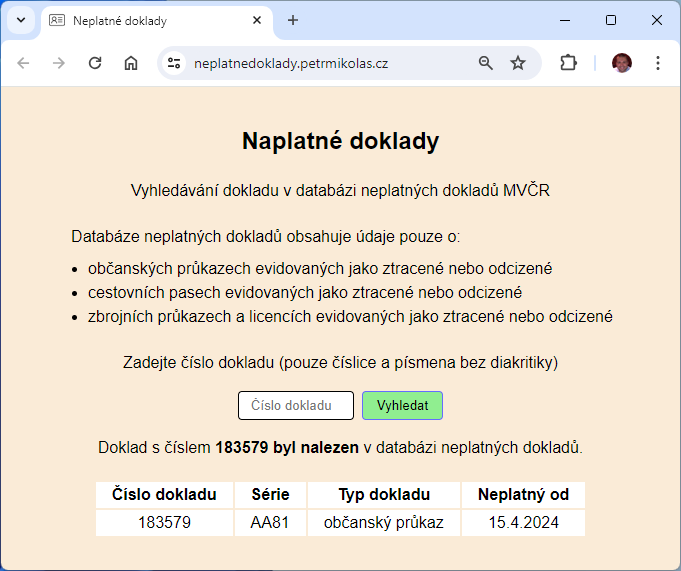 Neplatné doklady
neplatnedoklady.petrmikolas.cz
Naplatné doklady
Vyhledávání dokladu v databázi neplatných dokladů MVČR
Databáze neplatných dokladů obsahuje údaje pouze o:
• občanských průkazech evidovaných jako ztracené nebo odcizené
• cestovních pasech evidovaných jako ztracené nebo odcizené
• zbrojních průkazech a licencích evidovaných jako ztracené nebo odcizené
Zadejte číslo dokladu (pouze číslice a písmena bez diakritiky)
Číslo dokladu Vyhledat
Doklad s číslem 183579 byl nalezen v databázi neplatných dokladů.
Číslo dokladu Série Typ dokladu Neplatný od
183579 AA81 občanský průkaz 15.4.2024